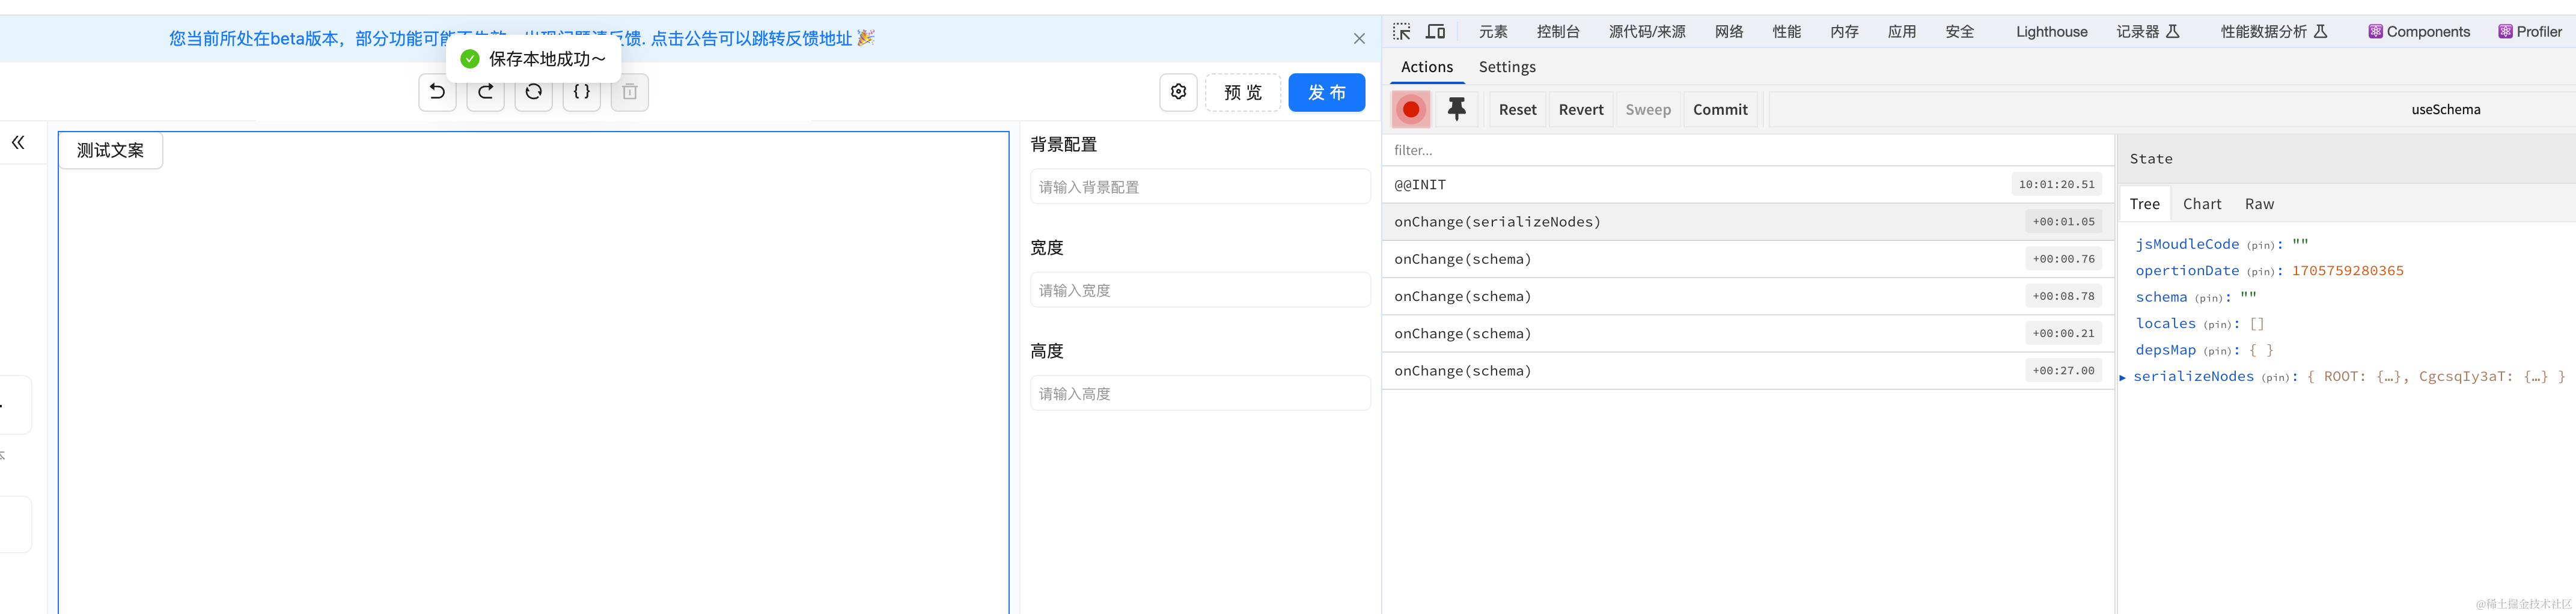 您当前所处在beta版本，部分功能可能
馈. 点击公告可以跳转反馈地址 🎉
保存本地成功～
{ }
预 览
发 布
测试文案
背景配置
请输入背景配置
宽度
请输入宽度
高度
请输入高度
元素 控制台 源代码/来源 网络 性能 内存 应用 安全 Lighthouse 记录器 性能数据分析 Components Profiler
Actions Settings
Reset Revert Sweep Commit useSchema
filter...
@@INIT 10:01:20.51
onChange(serializeNodes) +00:01.05
onChange(schema) +00:00.76
onChange(schema) +00:08.78
onChange(schema) +00:00.21
onChange(schema) +00:27.00
State
Tree Chart Raw
jsMoudleCode (pin): ""
opertionDate (pin): 1705759280365
schema (pin): ""
locales (pin): []
depsMap (pin): { }
serializeNodes (pin): { ROOT: {…}, CgcsqIy3aT: {…} }
@稀土掘金技术社区